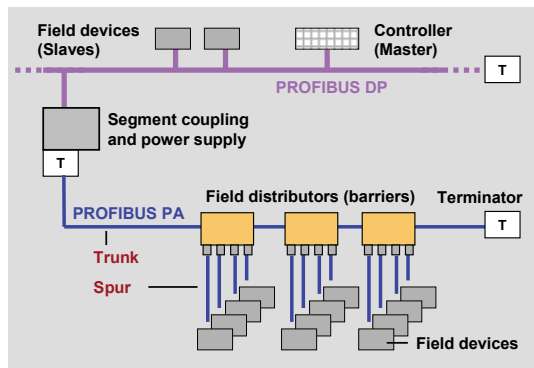 Field devices
(Slaves)
Controller
(Master)
T
PROFIBUS DP
Segment coupling
and power supply
T
PROFIBUS PA
Field distributors (barriers)
Terminator
T
Trunk
Spur
Field devices